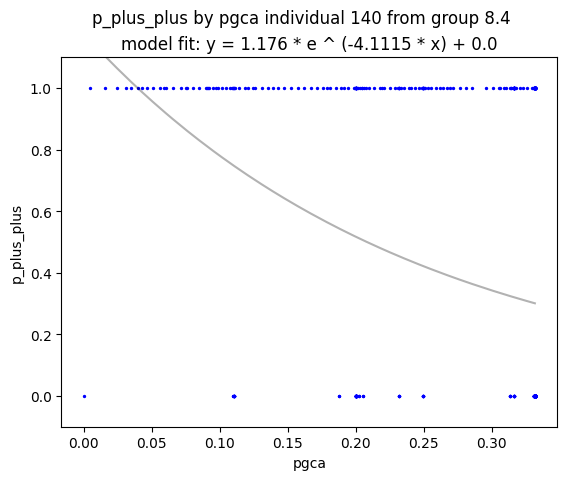 p_plus_plus by pgca individual 140 from group 8.4
model fit: y = 1.176 * e ^ (-4.1115 * x) + 0.0
1.0
0.8
0.6
0.4
0.2
0.0
p_plus_plus
0.00 0.05 0.10 0.15 0.20 0.25 0.30
pgca